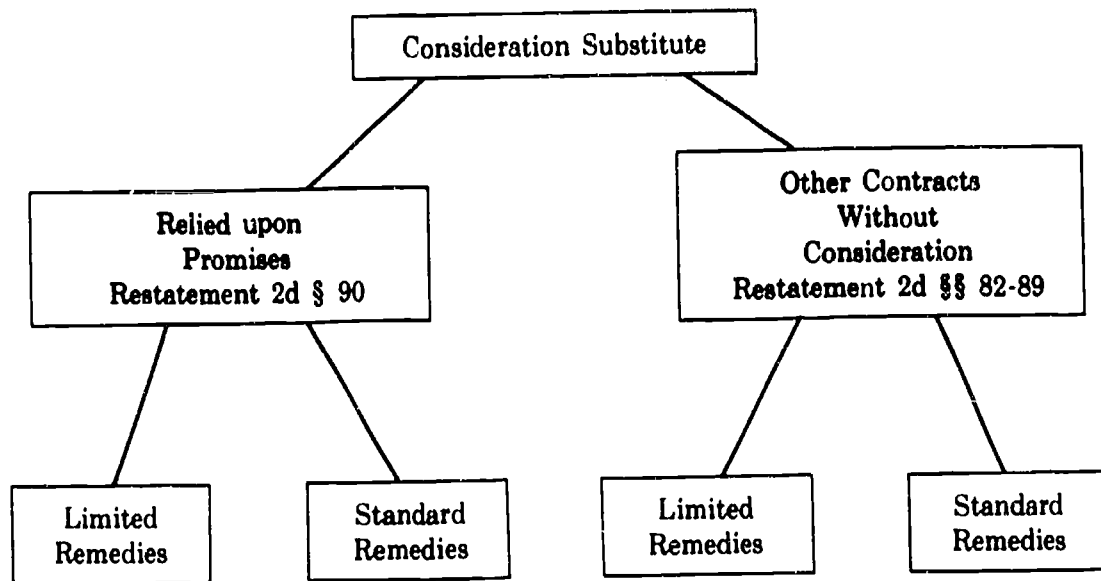 Consideration Substitute
Relied upon
Promises
Restatement 2d § 90
Other Contracts
Without
Consideration
Restatement 2d §§ 82-89
Limited
Remedies
Standard
Remedies
Limited
Remedies
Standard
Remedies